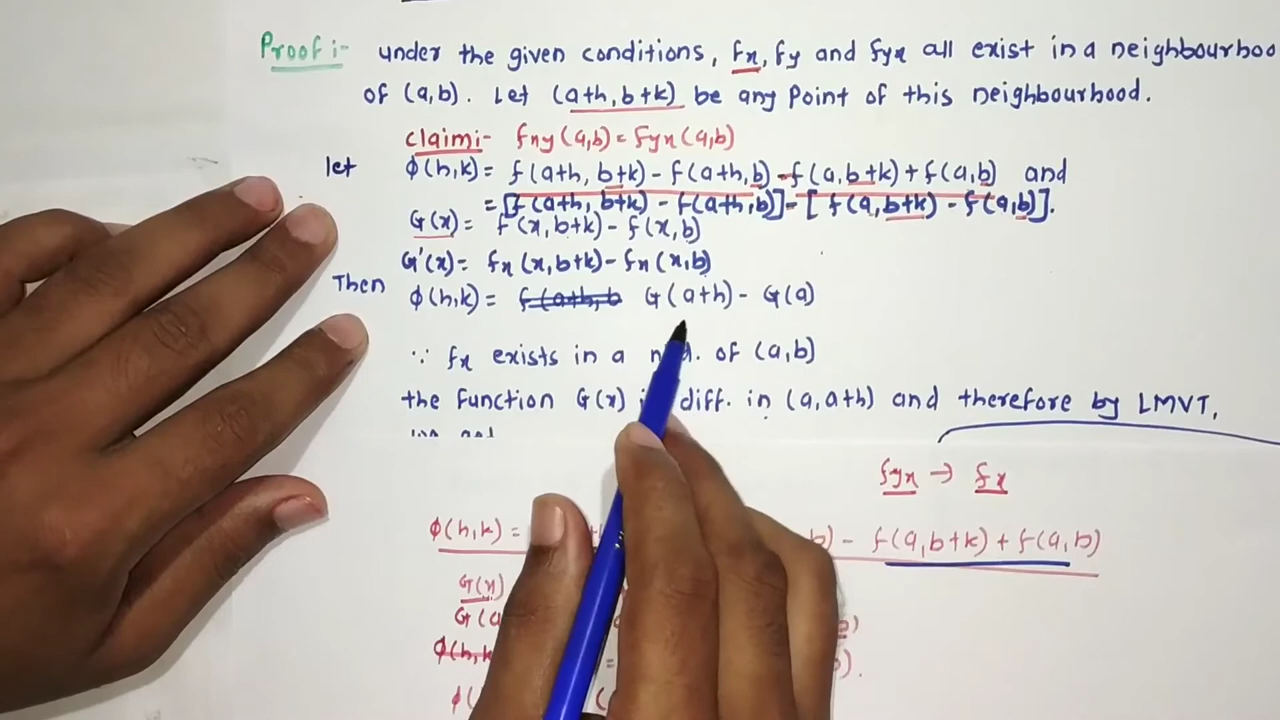 Proof :- under the given conditions, fx, fy and fyx all exist in a neighbourhoo
of (a,b). Let (a+h, b+k) be any Point of this neighbourhood.
claim:- fxy(a,b) = fyx(a,b)
let ϕ(h,k) = f(a+h, b+k) - f(a+h, b) - f(a, b+k) + f(a,b) and
= [f(a+h, b+k) - f(a+h, b)] - [f(a, b+k) - f(a,b)].
G(x) = f(x, b+k) - f(x, b)
G'(x) = fx(x, b+k) - fx(x, b)
Then ϕ(h,k) = f(a+h, b G(a+h) - G(a)
∵ fx exists in a of (a,b)
the function G(x) diff. in (a, a+h) and therefore by LMVT,
fyx → fx
ϕ(h,k) = - f(a, b+k) + f(a,b)
G(x)
G(a
ϕ(h,k